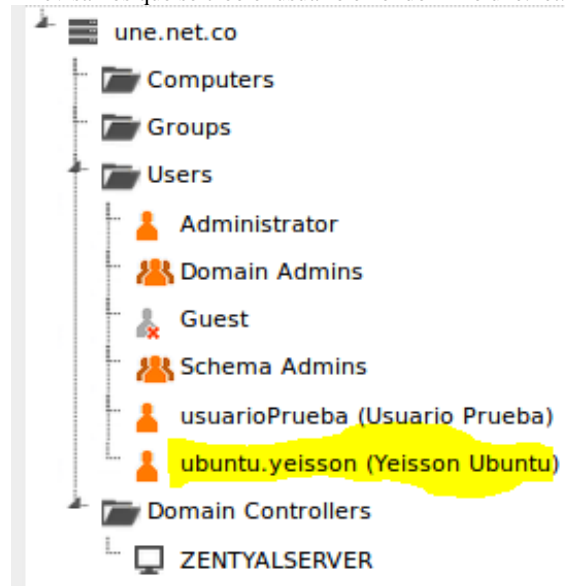 une.net.co
Computers
Groups
Users
Administrator
Domain Admins
Guest
Schema Admins
usuarioPrueba (Usuario Prueba)
ubuntu.yeisson (Yeisson Ubuntu)
Domain Controllers
ZENTYALSERVER